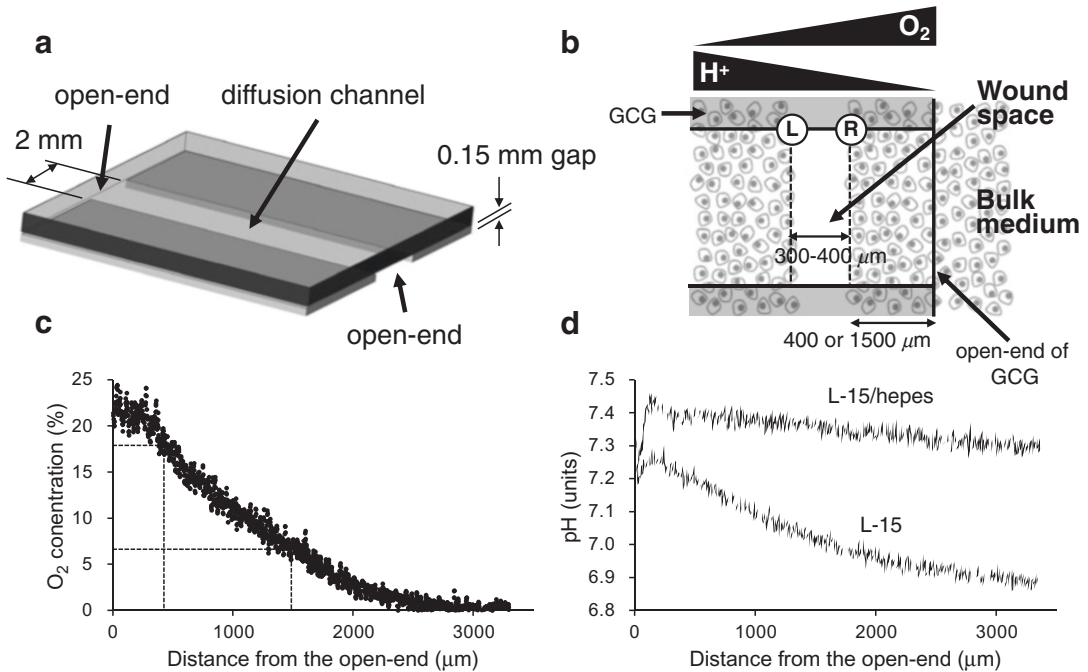 a
open-end
diffusion channel
2 mm
0.15 mm gap
open-end
b
O2
H+
GCG
Wound
space
L
R
Bulk
medium
300-400 μm
400 or 1500 μm
open-end of
GCG
c
O2 conentration (%)
25
20
15
10
5
0
0
1000
2000
3000
Distance from the open-end (μm)
d
pH (units)
7.5
7.4
7.3
7.2
7.1
7.0
6.9
6.8
L-15/hepes
L-15
0
1000
2000
3000
Distance from the open-end (μm)